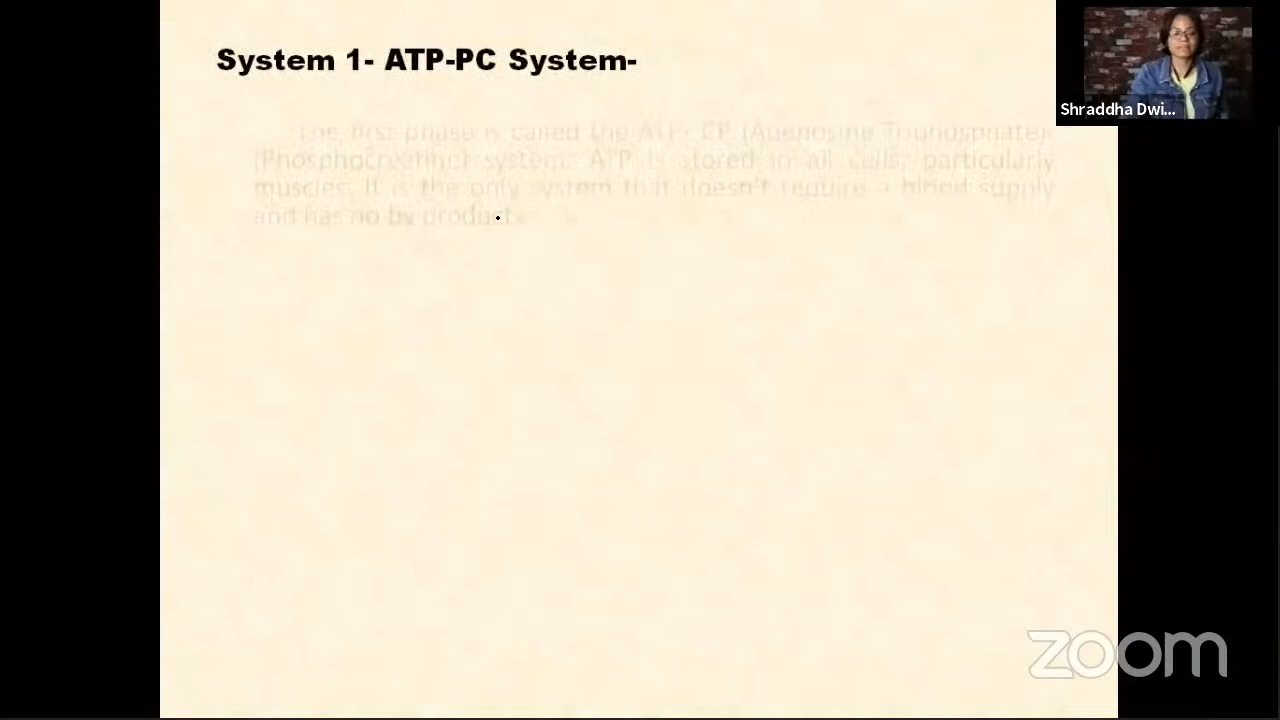 System 1- ATP-PC System-
Shraddha Dwi...
The first phase is called the ATP- CP (Adenosine Triphosphate)-
(Phosphocreatine) system. ATP is stored in all cells, particularly
muscles. It is the only system that doesn't require a blood supply
and has no by product.
zoom